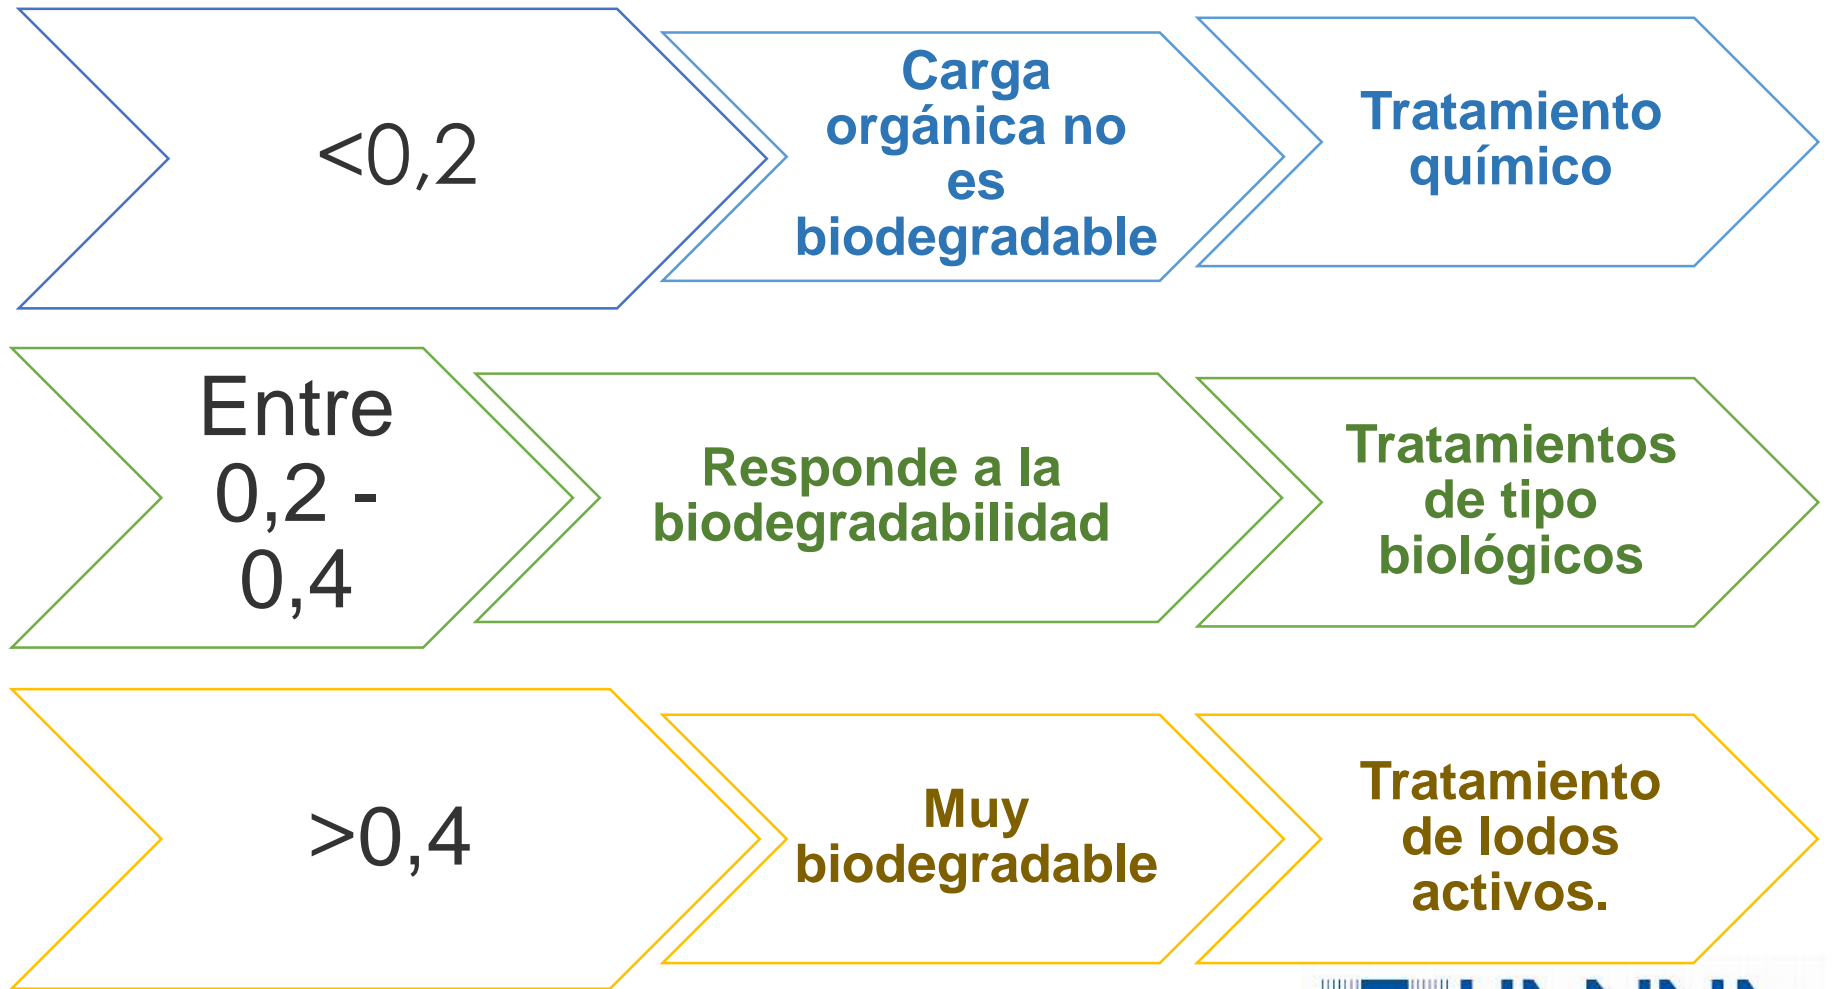 <0,2
Carga
orgánica no
es
biodegradable
Tratamiento
químico
Entre
0,2 -
0,4
Responde a la
biodegradabilidad
Tratamientos
de tipo
biológicos
>0,4
Muy
biodegradable
Tratamiento
de lodos
activos.